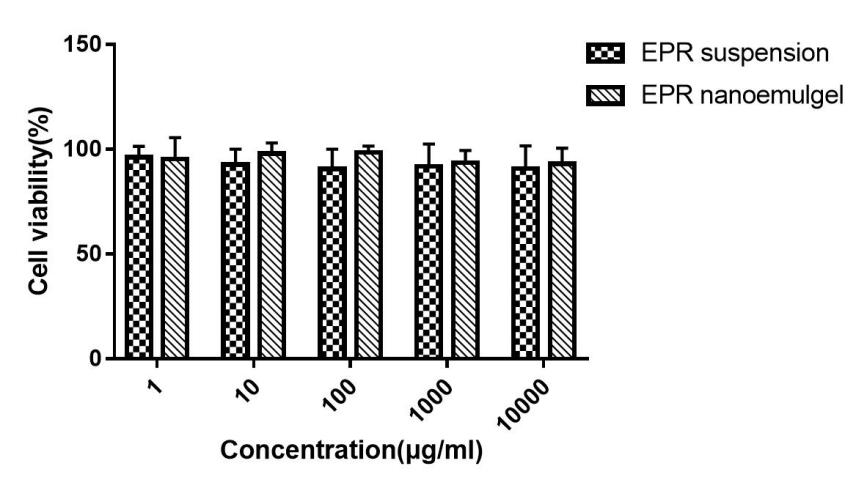 EPR suspension
EPR nanoemulgel
Cell viability(%)
150
100
50
0
1
10
100
1000
10000
Concentration(µg/ml)